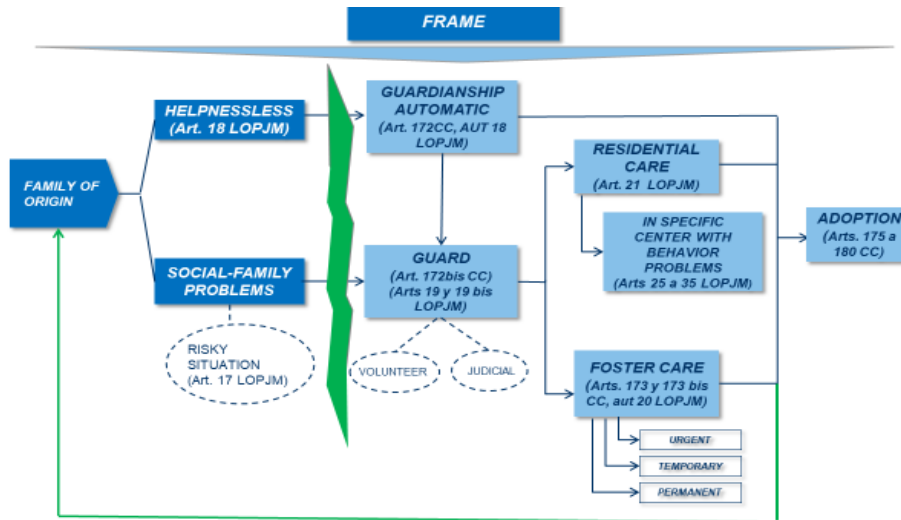 FRAME
HELPNESSLESS
(Art. 18 LOPJM)
GUARDIANSHIP
AUTOMATIC
(Art. 172CC, AUT 18
LOPJM)
RESIDENTIAL
CARE
(Art. 21 LOPJM)
FAMILY OF
ORIGIN
IN SPECIFIC
CENTER WITH
BEHAVIOR
PROBLEMS
(Arts 25 a 35 LOPJM)
ADOPTION
(Arts. 175 a
180 CC)
SOCIAL-FAMILY
PROBLEMS
GUARD
(Art. 172bis CC)
(Arts 19 y 19 bis
LOPJM)
RISKY
SITUATION
(Art. 17 LOPJM)
VOLUNTEER
JUDICIAL
FOSTER CARE
(Arts. 173 y 173 bis
CC, aut 20 LOPJM)
URGENT
TEMPORARY
PERMANENT